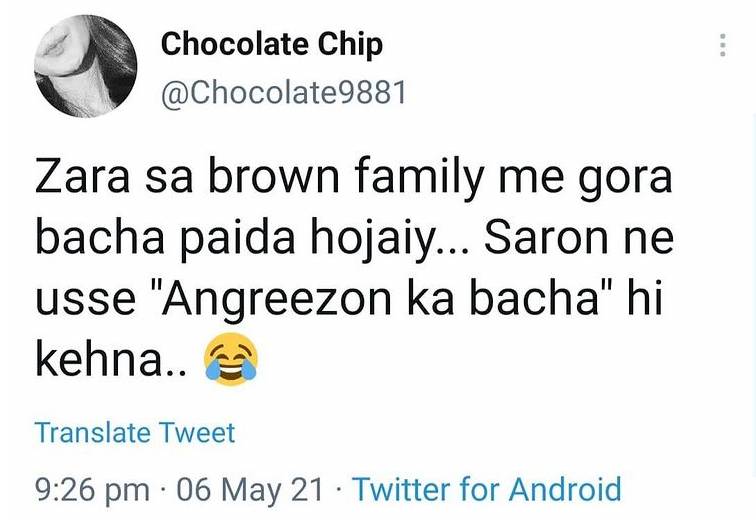 Chocolate Chip
@Chocolate9881
Zara sa brown family me gora
bacha paida hojaiy... Saron ne
usse "Angreezon ka bacha" hi
kehna.. 😂
Translate Tweet
9:26 pm · 06 May 21 · Twitter for Android